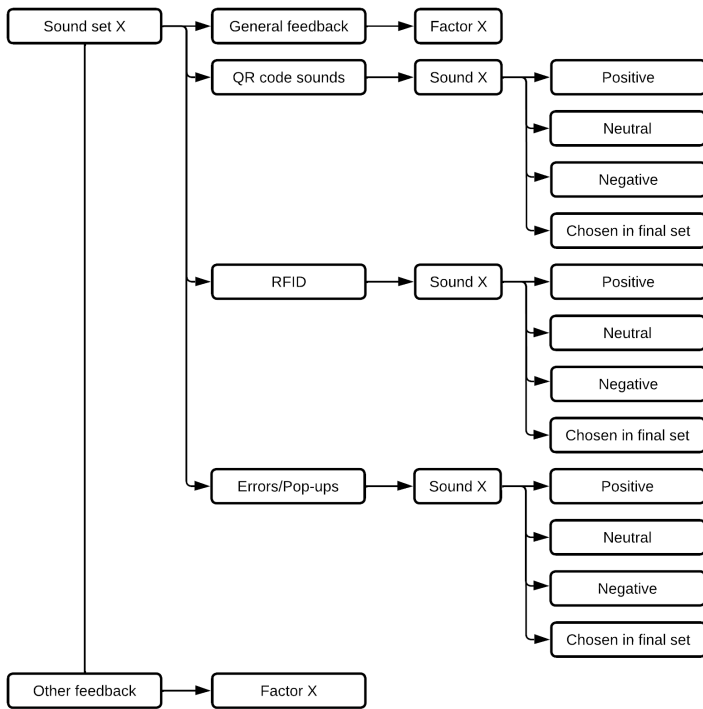 Sound set X
General feedback
Factor X
QR code sounds
Sound X
Positive
Neutral
Negative
Chosen in final set
RFID
Sound X
Positive
Neutral
Negative
Chosen in final set
Errors/Pop-ups
Sound X
Positive
Neutral
Negative
Chosen in final set
Other feedback
Factor X